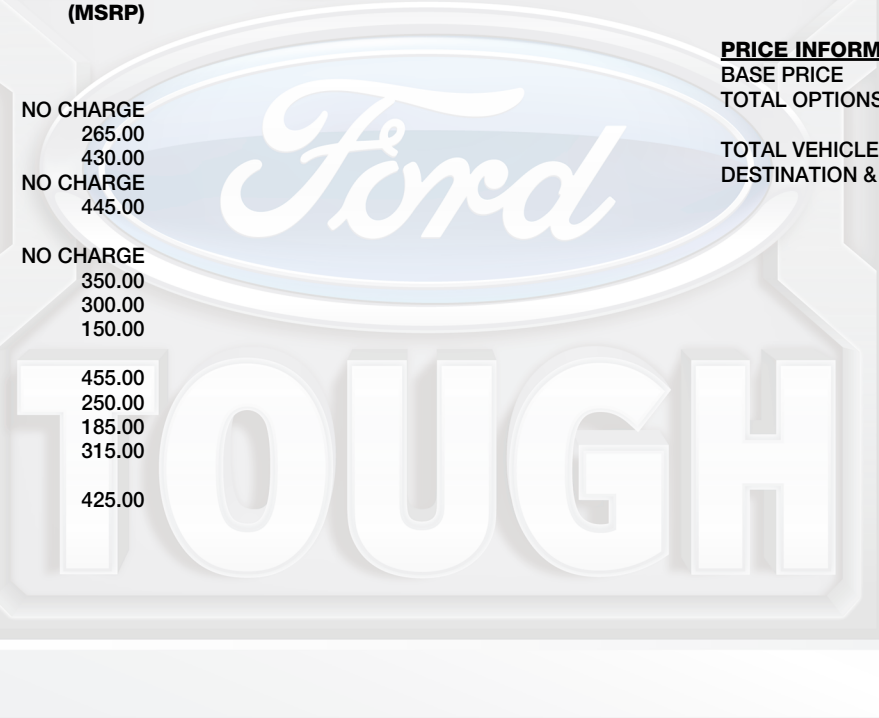 (MSRP)
NO CHARGE
265.00
430.00
NO CHARGE
445.00
NO CHARGE
350.00
300.00
150.00
455.00
250.00
185.00
315.00
425.00
PRICE INFORM
BASE PRICE
TOTAL OPTIONS
TOTAL VEHICLE
DESTINATION &
Ford
TOUGH